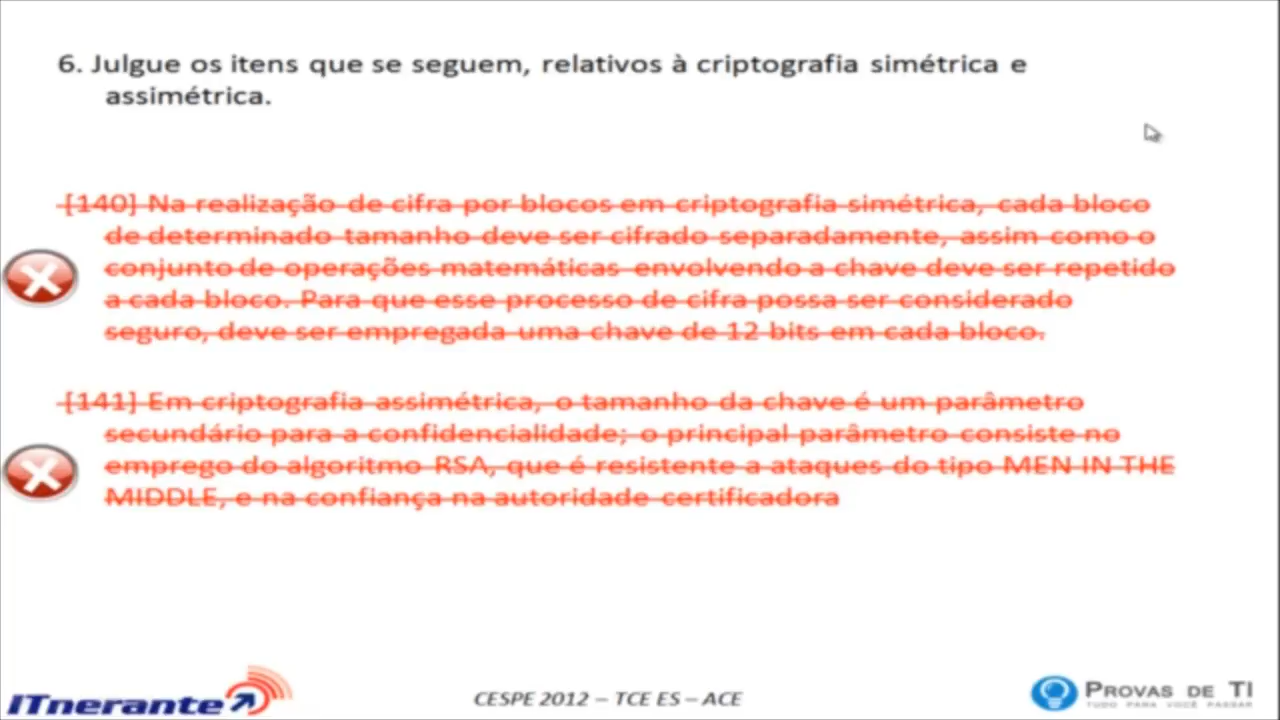 6. Julgue os itens que se seguem, relativos à criptografia simétrica e
assimétrica.
[140] Na realização de cifra por blocos em criptografia simétrica, cada bloco
de determinado tamanho deve ser cifrado separadamente, assim como o
conjunto de operações matemáticas envolvendo a chave deve ser repetido
a cada bloco. Para que esse processo de cifra possa ser considerado
seguro, deve ser empregada uma chave de 12 bits em cada bloco.
[141] Em criptografia assimétrica, o tamanho da chave é um parâmetro
secundário para a confidencialidade; o principal parâmetro consiste no
emprego do algoritmo RSA, que é resistente a ataques do tipo MEN IN THE
MIDDLE, e na confiança na autoridade certificadora
ITnerante
CESPE 2012 – TCE ES – ACE
PROVAS DE TI
TUDO PARA VOCÊ PASSAR